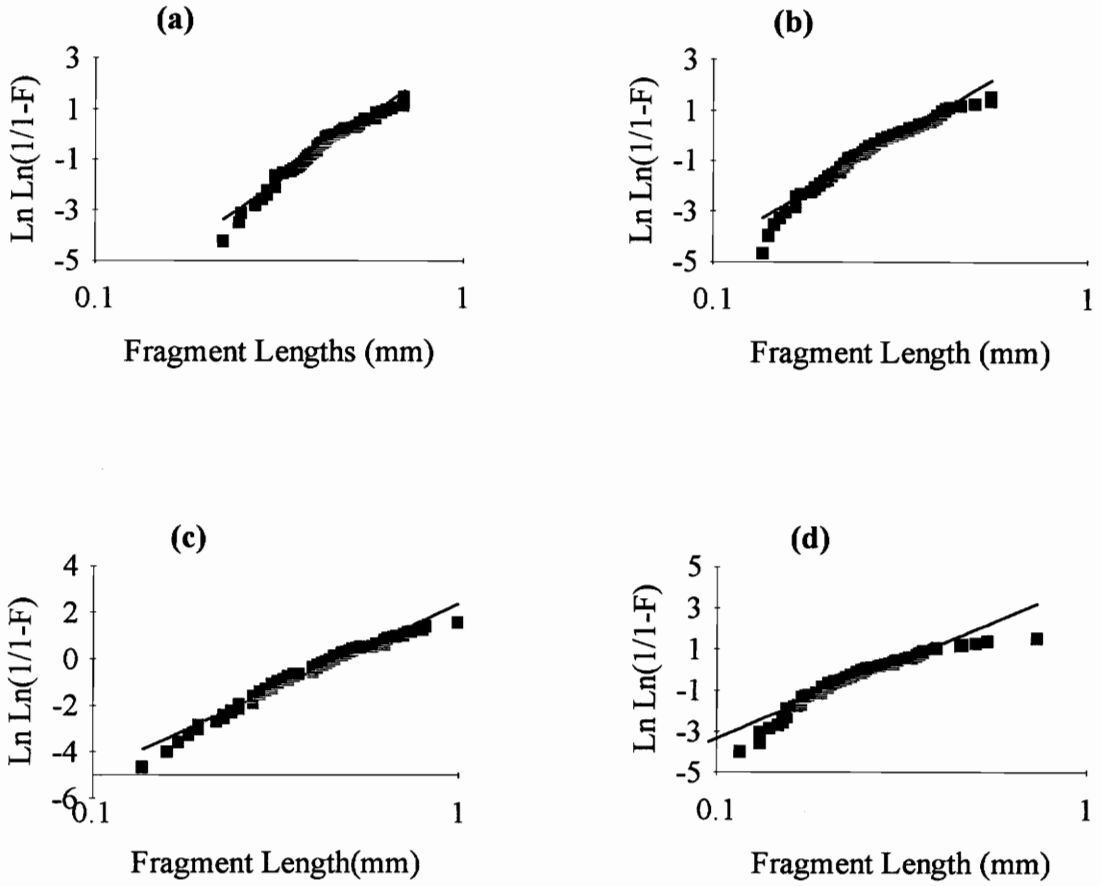 (a)
3
1
-1
-3
-5
Ln Ln(1/1-F)
0.1 1
Fragment Lengths (mm)
(b)
3
1
-1
-3
-5
Ln Ln(1/1-F)
0.1 1
Fragment Length (mm)
(c)
4
2
0
-2
-4
-6
Ln Ln(1/1-F)
0.1 1
Fragment Length(mm)
(d)
5
3
1
-1
-3
-5
Ln Ln(1/1-F)
0.1 1
Fragment Length (mm)